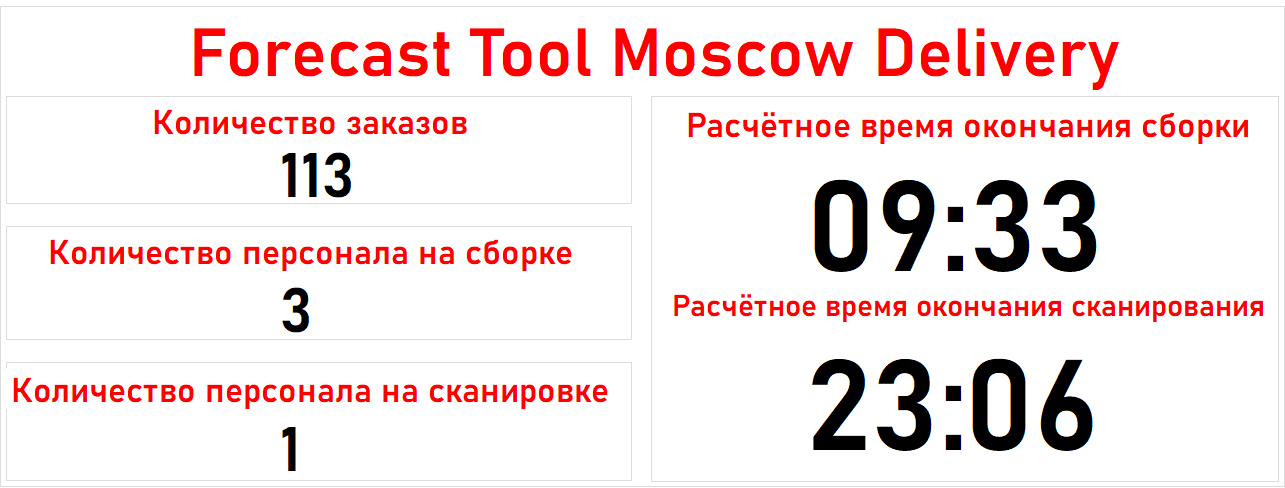 Forecast Tool Moscow Delivery
Количество заказов
113
Количество персонала на сборке
3
Количество персонала на сканировке
1
Расчётное время окончания сборки
09:33
Расчётное время окончания сканирования
23:06